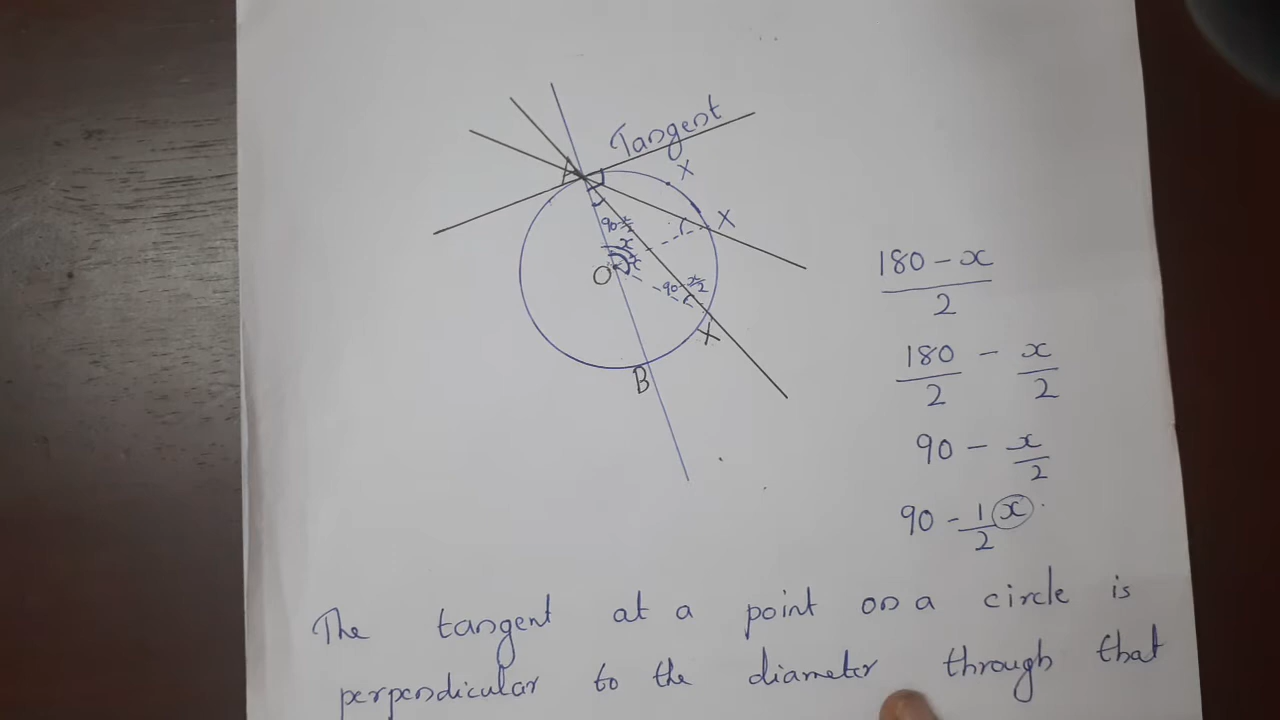 Tangent
A
X
90-x/2
x
X
x
O
90-x/2
X
B
180-x
2
180 - x
2 2
90 - x
2
90 - 1 x
2
The tangent at a point on a circle is
perpendicular to the diameter through that